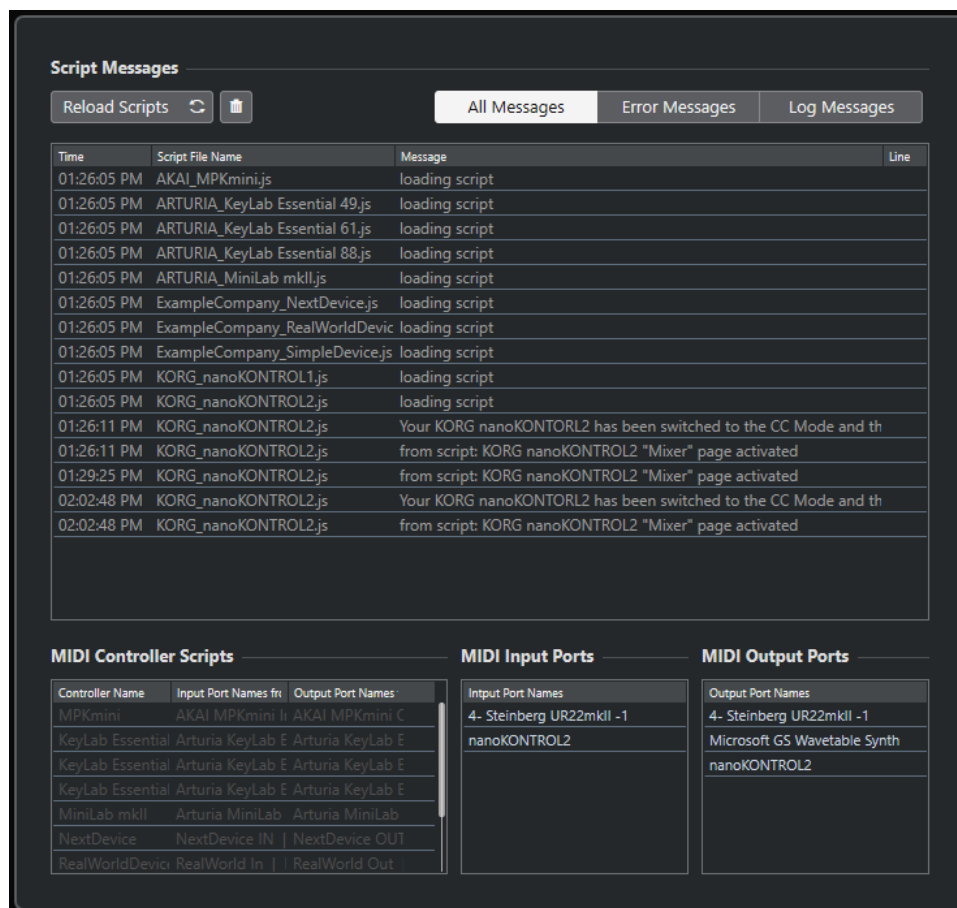 Script Messages
Reload Scripts
All Messages Error Messages Log Messages
Time Script File Name Message Line
01:26:05 PM AKAI_MPKmini.js loading script
01:26:05 PM ARTURIA_KeyLab Essential 49.js loading script
01:26:05 PM ARTURIA_KeyLab Essential 61.js loading script
01:26:05 PM ARTURIA_KeyLab Essential 88.js loading script
01:26:05 PM ARTURIA_MiniLab mkII.js loading script
01:26:05 PM ExampleCompany_NextDevice.js loading script
01:26:05 PM ExampleCompany_RealWorldDevic loading script
01:26:05 PM ExampleCompany_SimpleDevice.js loading script
01:26:05 PM KORG_nanoKONTROL1.js loading script
01:26:05 PM KORG_nanoKONTROL2.js loading script
01:26:11 PM KORG_nanoKONTROL2.js Your KORG nanoKONTORL2 has been switched to the CC Mode and th
01:26:11 PM KORG_nanoKONTROL2.js from script: KORG nanoKONTROL2 "Mixer" page activated
01:29:25 PM KORG_nanoKONTROL2.js from script: KORG nanoKONTROL2 "Mixer" page activated
02:02:48 PM KORG_nanoKONTROL2.js Your KORG nanoKONTORL2 has been switched to the CC Mode and th
02:02:48 PM KORG_nanoKONTROL2.js from script: KORG nanoKONTROL2 "Mixer" page activated
MIDI Controller Scripts MIDI Input Ports MIDI Output Ports
Controller Name Input Port Names fr Output Port Names Intput Port Names Output Port Names
MPKmini AKAI MPKmini I AKAI MPKmini C 4- Steinberg UR22mkII -1 4- Steinberg UR22mkII -1
KeyLab Essential Arturia KeyLab E Arturia KeyLab E nanoKONTROL2 Microsoft GS Wavetable Synth
KeyLab Essential Arturia KeyLab E Arturia KeyLab E nanoKONTROL2
KeyLab Essential Arturia KeyLab E Arturia KeyLab E
MiniLab mkII Arturia MiniLab Arturia MiniLab
NextDevice NextDevice IN | NextDevice OUT
RealWorldDevic RealWorld In | RealWorld Out